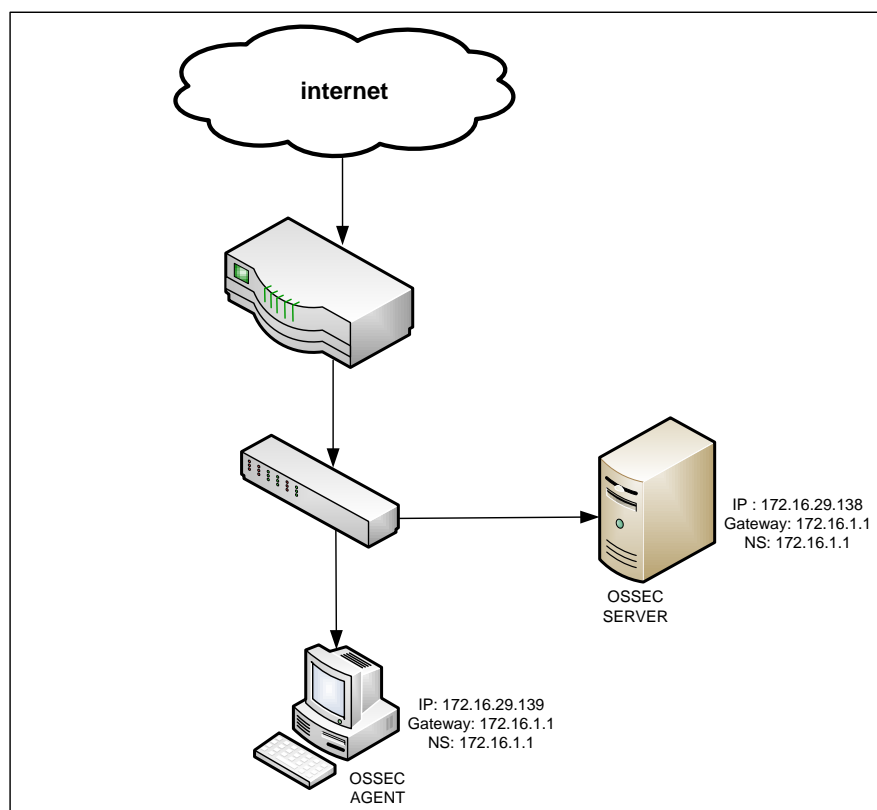 internet
IP : 172.16.29.138
Gateway: 172.16.1.1
NS: 172.16.1.1
OSSEC
SERVER
IP: 172.16.29.139
Gateway: 172.16.1.1
NS: 172.16.1.1
OSSEC
AGENT